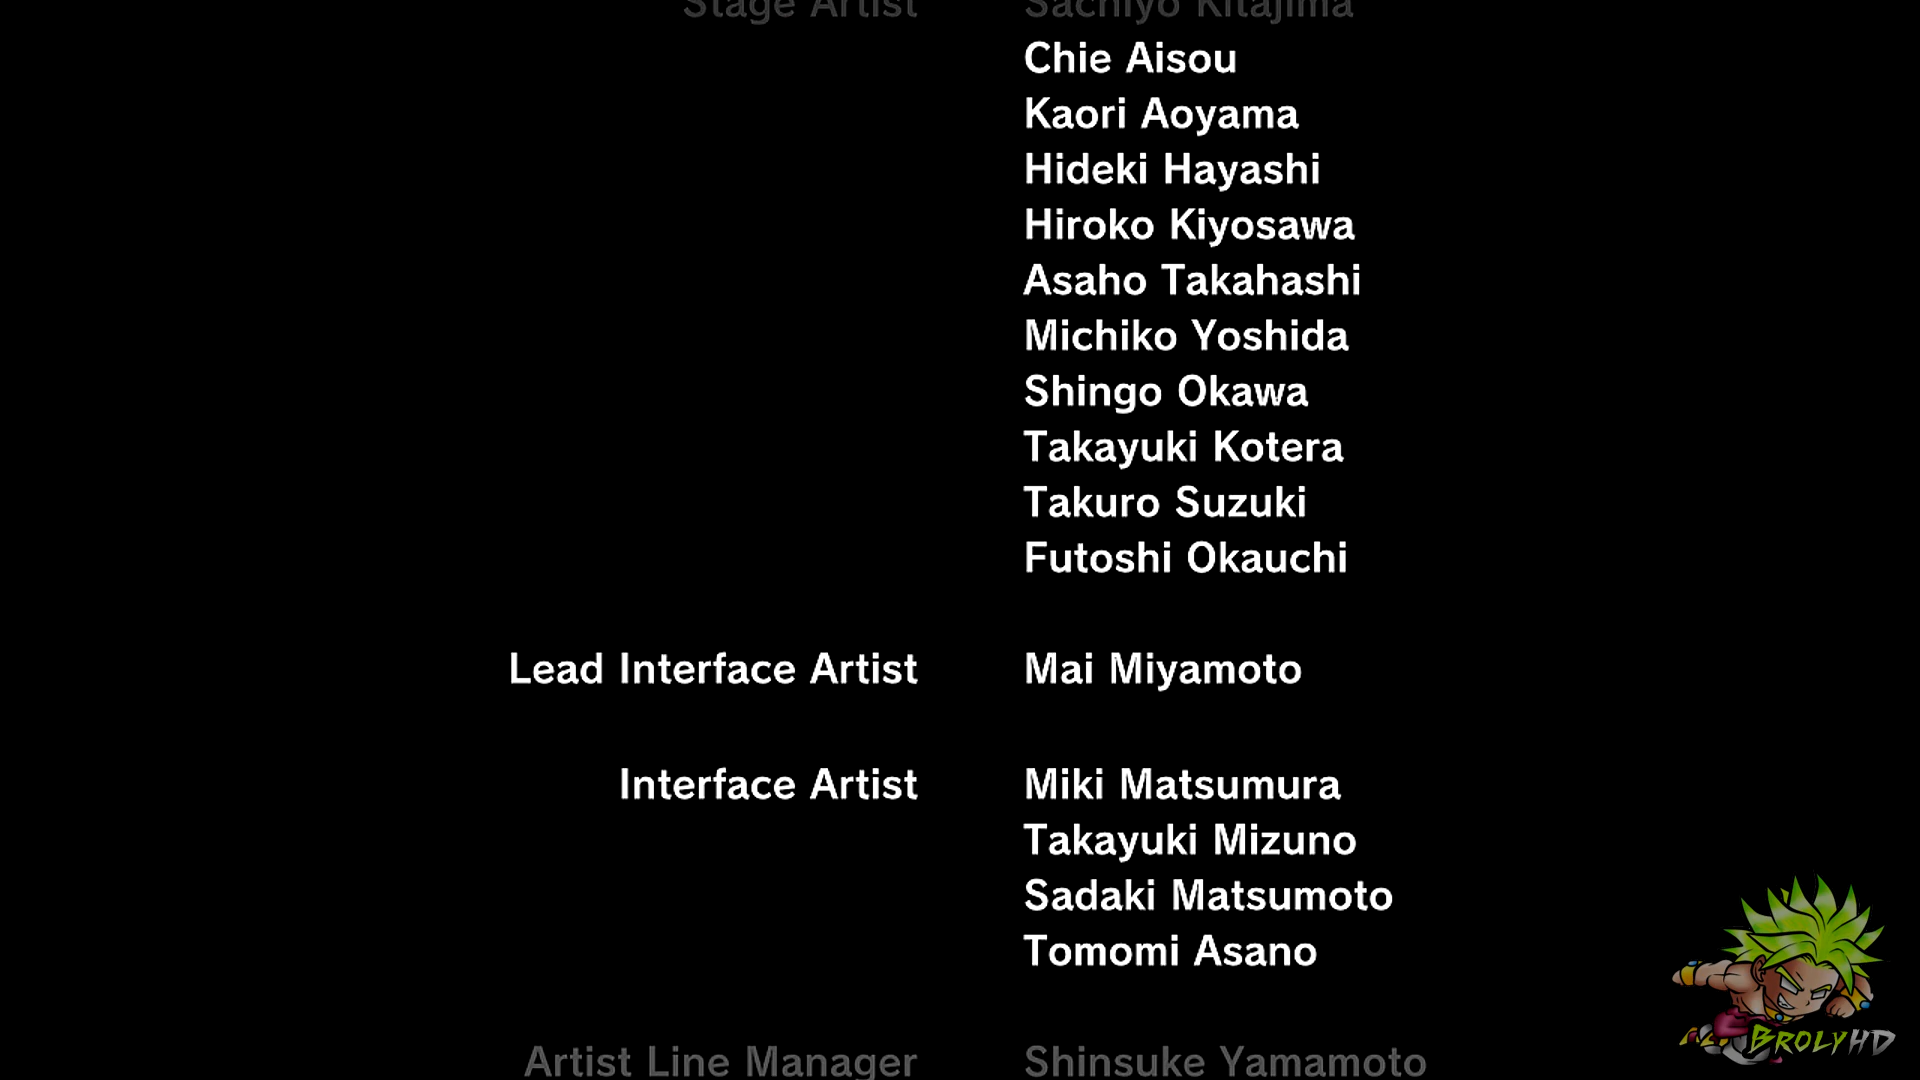 Stage Artist Sachiyo Kitajima
Chie Aisou
Kaori Aoyama
Hideki Hayashi
Hiroko Kiyosawa
Asaho Takahashi
Michiko Yoshida
Shingo Okawa
Takayuki Kotera
Takuro Suzuki
Futoshi Okauchi
Lead Interface Artist Mai Miyamoto
Interface Artist Miki Matsumura
Takayuki Mizuno
Sadaki Matsumoto
Tomomi Asano
Artist Line Manager Shinsuke Yamamoto
BROLYHD